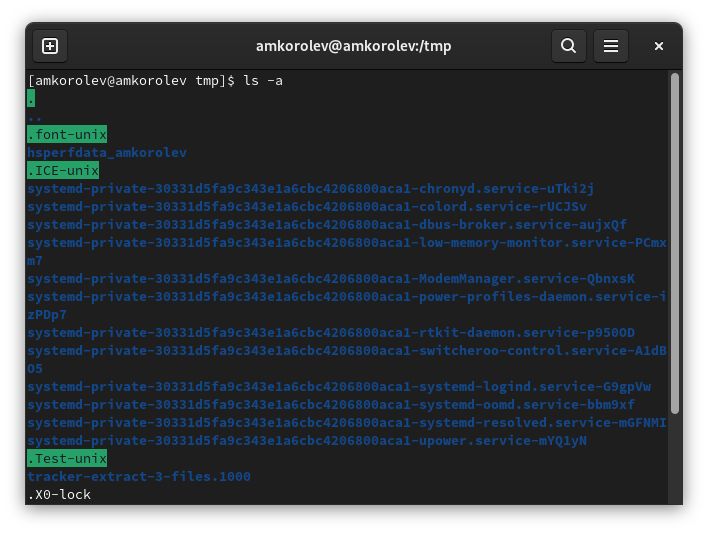 amkorolev@amkorolev:/tmp
[amkorolev@amkorolev tmp]$ ls -a
.
..
.font-unix
hsperfdata_amkorolev
.ICE-unix
systemd-private-30331d5fa9c343e1a6cbc4206800aca1-chronyd.service-uTki2j
systemd-private-30331d5fa9c343e1a6cbc4206800aca1-colord.service-rUCJSv
systemd-private-30331d5fa9c343e1a6cbc4206800aca1-dbus-broker.service-aujxQf
systemd-private-30331d5fa9c343e1a6cbc4206800aca1-low-memory-monitor.service-PCmx
m7
systemd-private-30331d5fa9c343e1a6cbc4206800aca1-ModemManager.service-QbnxsK
systemd-private-30331d5fa9c343e1a6cbc4206800aca1-power-profiles-daemon.service-i
zPDp7
systemd-private-30331d5fa9c343e1a6cbc4206800aca1-rtkit-daemon.service-p950OD
systemd-private-30331d5fa9c343e1a6cbc4206800aca1-switcheroo-control.service-A1dB
O5
systemd-private-30331d5fa9c343e1a6cbc4206800aca1-systemd-logind.service-G9gpVw
systemd-private-30331d5fa9c343e1a6cbc4206800aca1-systemd-oomd.service-bbm9xf
systemd-private-30331d5fa9c343e1a6cbc4206800aca1-systemd-resolved.service-mGFNMI
systemd-private-30331d5fa9c343e1a6cbc4206800aca1-upower.service-mYQ1yN
.Test-unix
tracker-extract-3-files.1000
.X0-lock